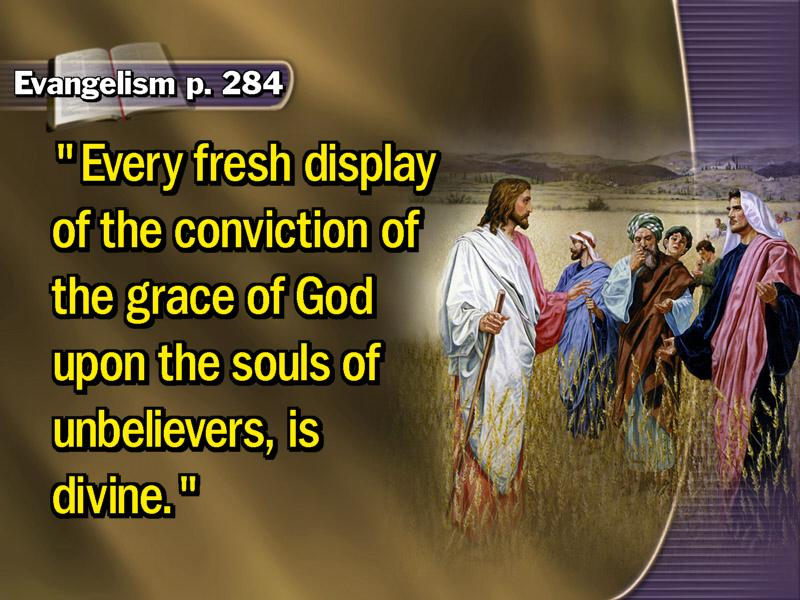 Evangelism p. 284
"Every fresh display
of the conviction of
the grace of God
upon the souls of
unbelievers, is
divine."